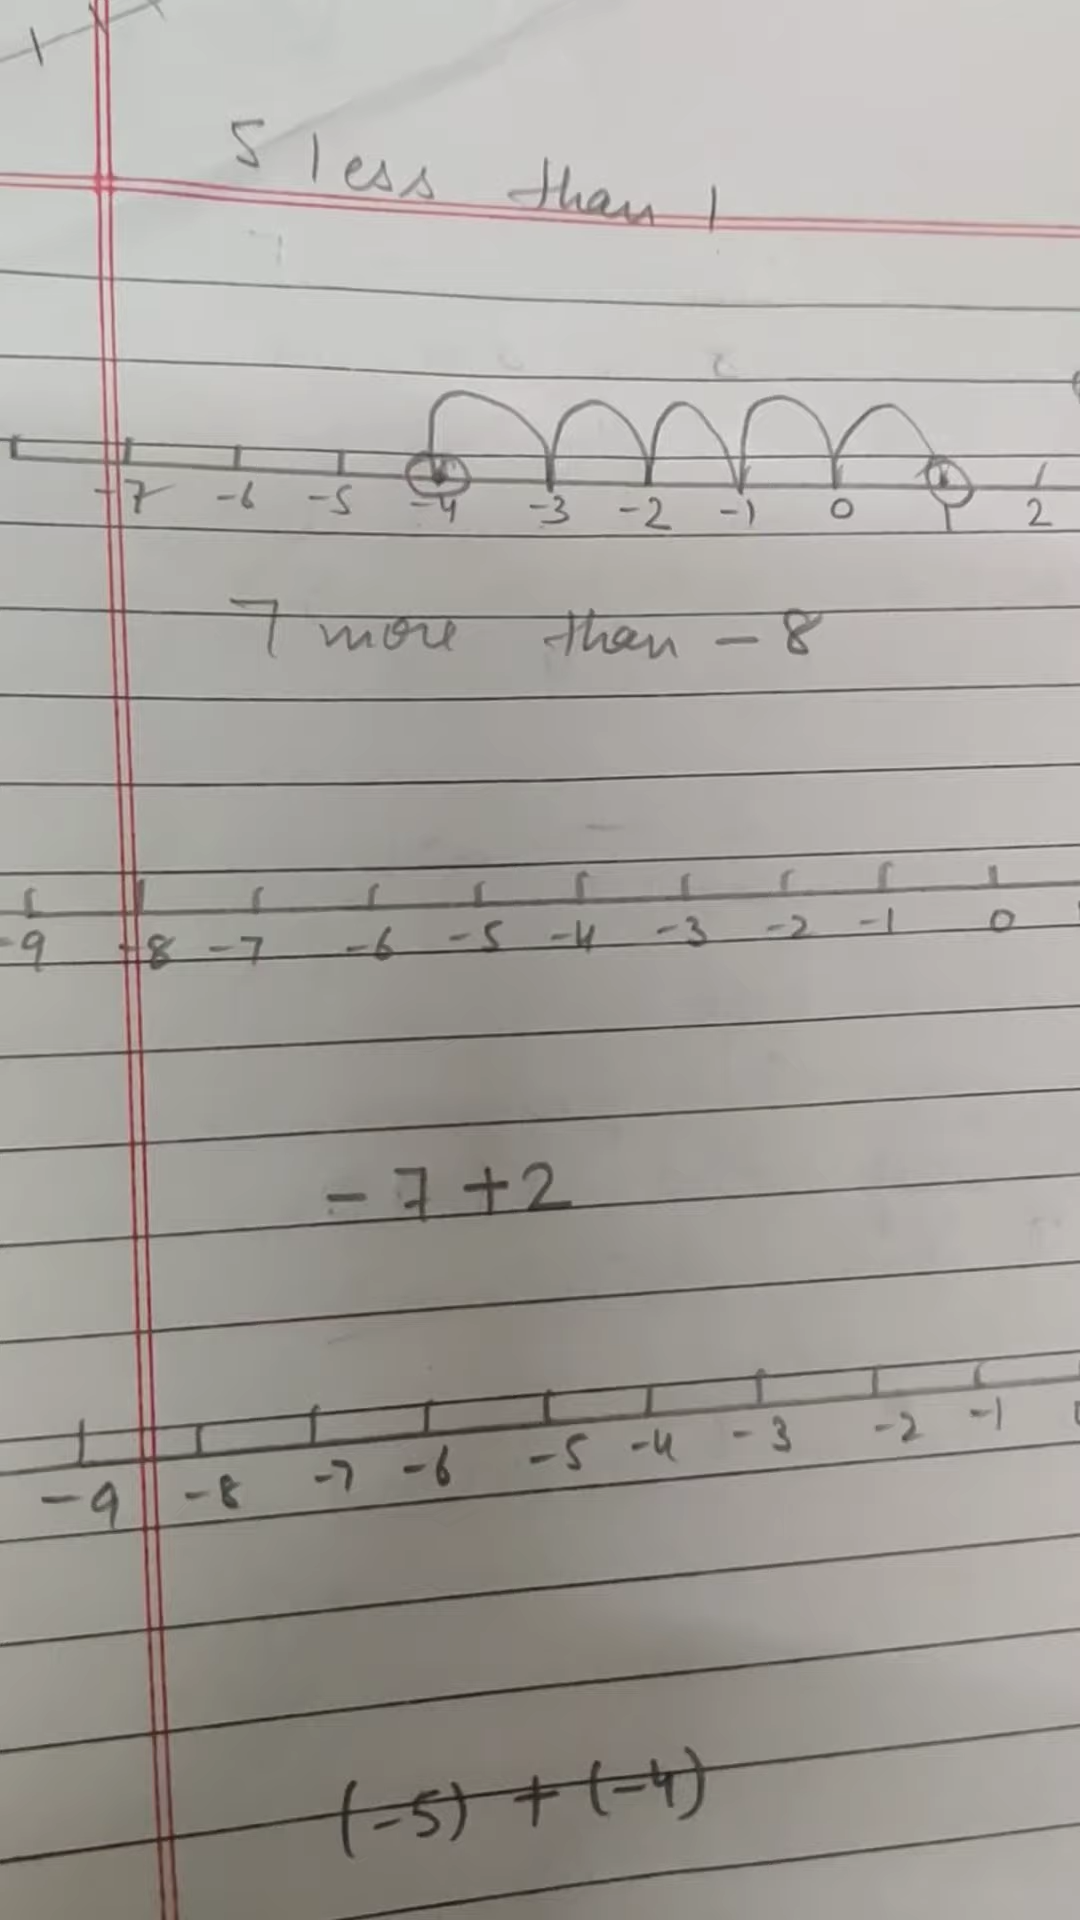 5 less than 1
-7 -6 -5 -4 -3 -2 -1 0 1 2
7 more than -8
-9 -8 -7 -6 -5 -4 -3 -2 -1 0
-7 +2
-9 -8 -7 -6 -5 -4 -3 -2 -1 0
(-5) + (-4)